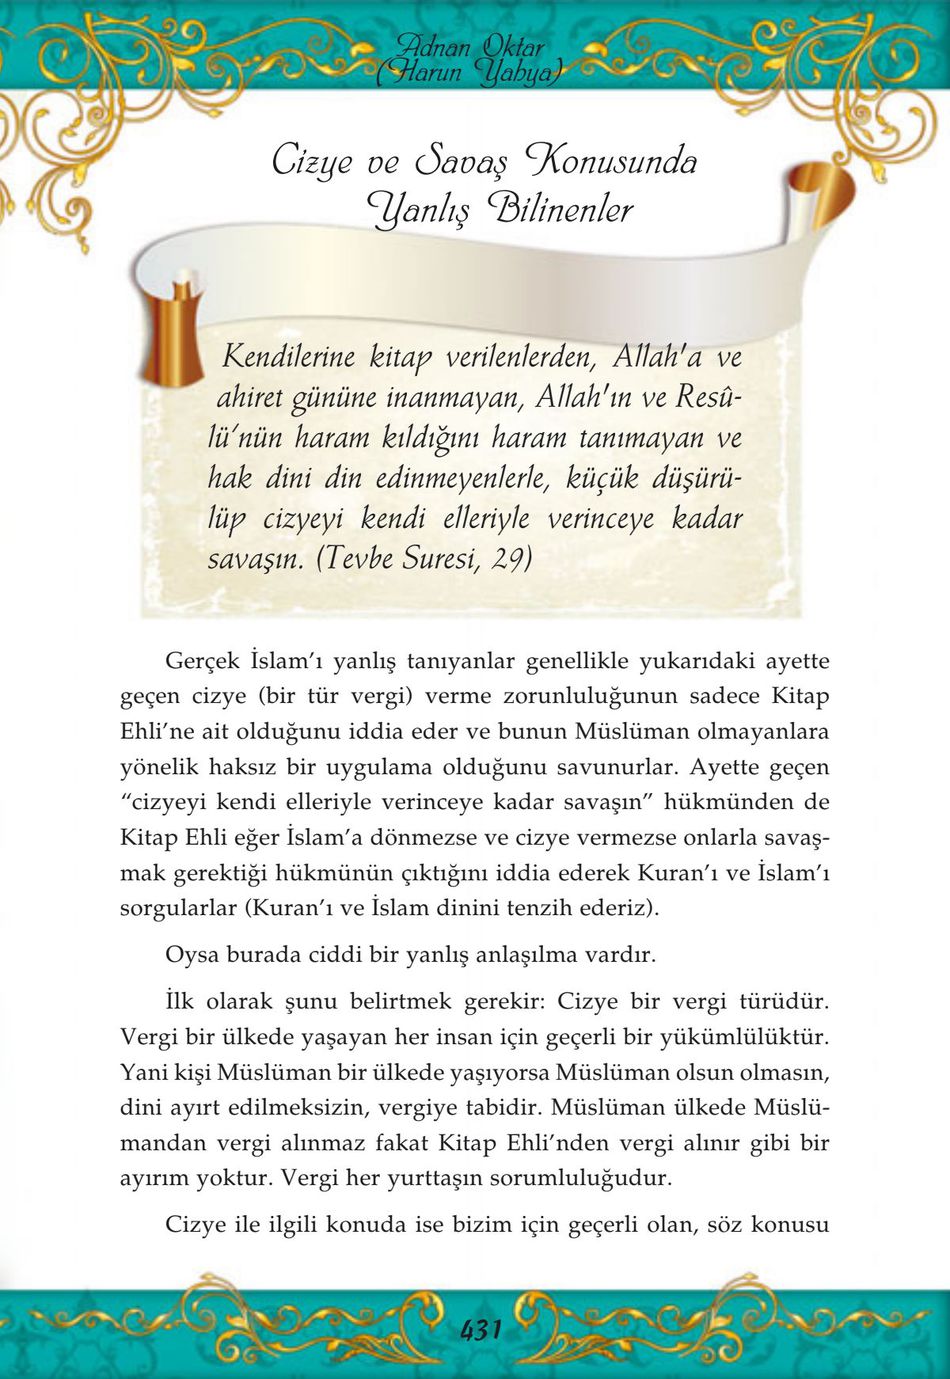 Adnan Oktar
(Harun Yahya)
Cizye ve Savaş Konusunda
Yanlış Bilinenler
Kendilerine kitap verilenlerden, Allah'a ve
ahiret gününe inanmayan, Allah'ın ve Resû-
lü'nün haram kıldığını haram tanımayan ve
hak dini din edinmeyenlerle, küçük düşürü-
lüp cizyeyi kendi elleriyle verinceye kadar
savaşın. (Tevbe Suresi, 29)
Gerçek İslam’ı yanlış tanıyanlar genellikle yukarıdaki ayette
geçen cizye (bir tür vergi) verme zorunluluğunun sadece Kitap
Ehli’ne ait olduğunu iddia eder ve bunun Müslüman olmayanlara
yönelik haksız bir uygulama olduğunu savunurlar. Ayette geçen
“cizyeyi kendi elleriyle verinceye kadar savaşın” hükmünden de
Kitap Ehli eğer İslam’a dönmezse ve cizye vermezse onlarla savaş-
mak gerektiği hükmünün çıktığını iddia ederek Kuran’ı ve İslam’ı
sorgularlar (Kuran’ı ve İslam dinini tenzih ederiz).
Oysa burada ciddi bir yanlış anlaşılma vardır.
İlk olarak şunu belirtmek gerekir: Cizye bir vergi türüdür.
Vergi bir ülkede yaşayan her insan için geçerli bir yükümlülüktür.
Yani kişi Müslüman bir ülkede yaşıyorsa Müslüman olsun olmasın,
dini ayırt edilmeksizin, vergiye tabidir. Müslüman ülkede Müslü-
mandan vergi alınmaz fakat Kitap Ehli’nden vergi alınır gibi bir
ayırım yoktur. Vergi her yurttaşın sorumluluğudur.
Cizye ile ilgili konuda ise bizim için geçerli olan, söz konusu
431